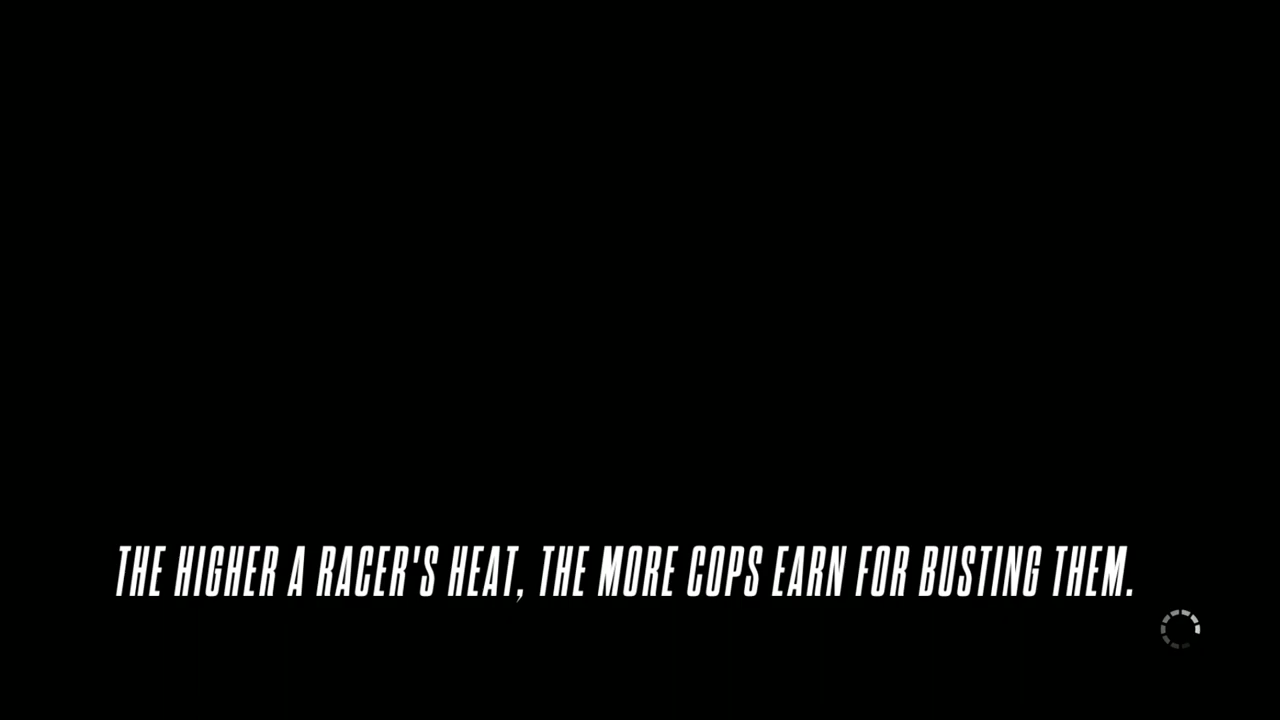 THE HIGHER A RACER'S HEAT, THE MORE COPS EARN FOR BUSTING THEM.